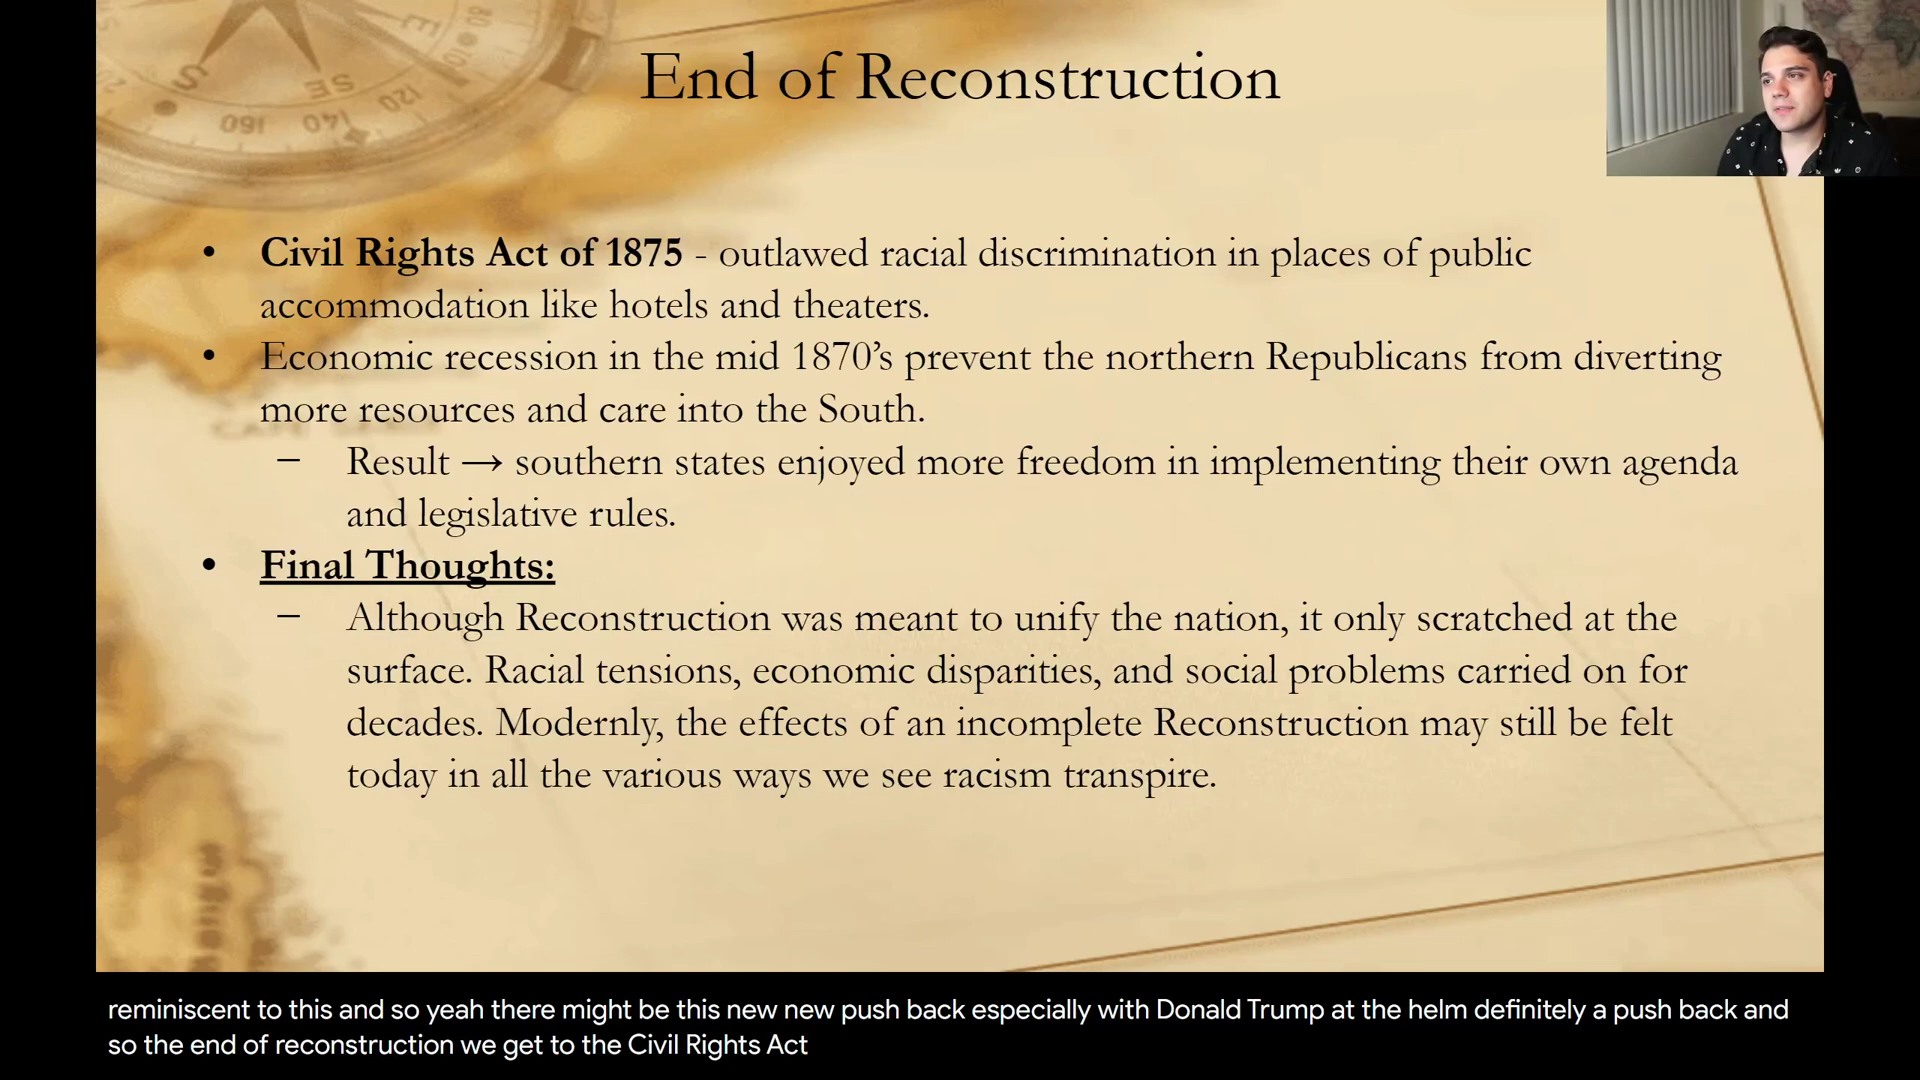 End of Reconstruction
• Civil Rights Act of 1875 - outlawed racial discrimination in places of public
accommodation like hotels and theaters.
• Economic recession in the mid 1870’s prevent the northern Republicans from diverting
more resources and care into the South.
– Result → southern states enjoyed more freedom in implementing their own agenda
and legislative rules.
• Final Thoughts:
– Although Reconstruction was meant to unify the nation, it only scratched at the
surface. Racial tensions, economic disparities, and social problems carried on for
decades. Modernly, the effects of an incomplete Reconstruction may still be felt
today in all the various ways we see racism transpire.
reminiscent to this and so yeah there might be this new new push back especially with Donald Trump at the helm definitely a push back and
so the end of reconstruction we get to the Civil Rights Act
S
SE
E
80
120
140
160